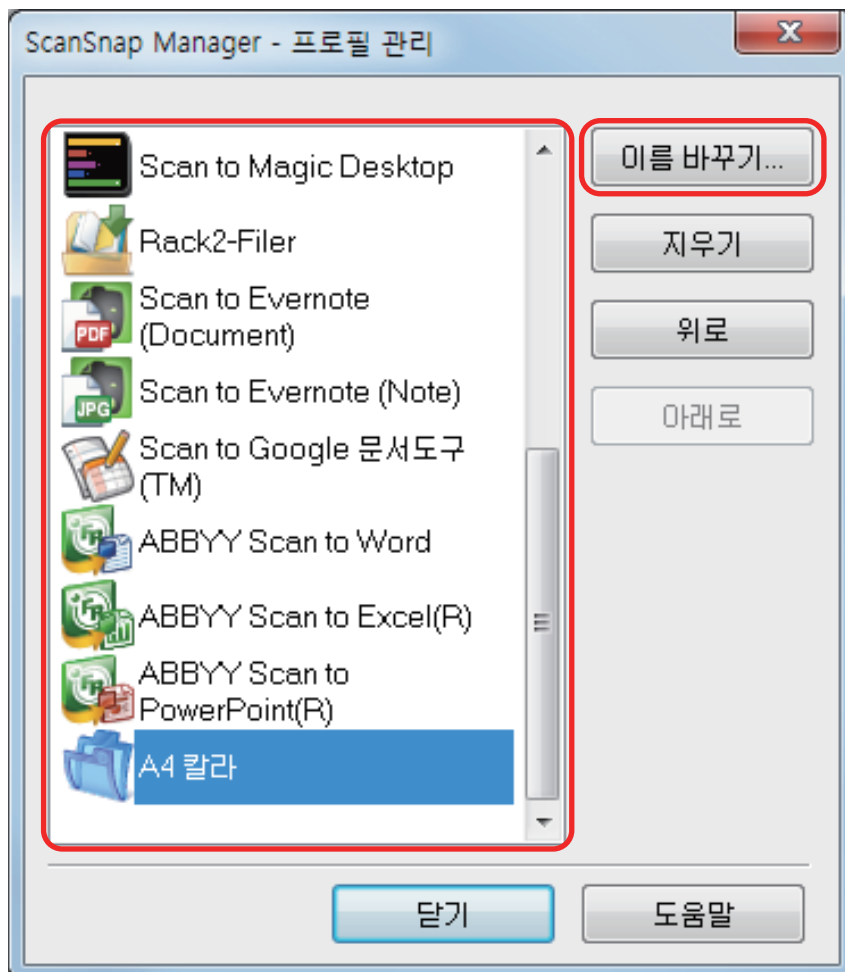 ScanSnap Manager - 프로필 관리
Scan to Magic Desktop
이름 바꾸기...
Rack2-Filer
지우기
Scan to Evernote
(Document)
위로
Scan to Evernote (Note)
아래로
Scan to Google 문서도구
(TM)
ABBYY Scan to Word
ABBYY Scan to Excel(R)
ABBYY Scan to
PowerPoint(R)
A4 칼라
닫기
도움말
PDF
JPG